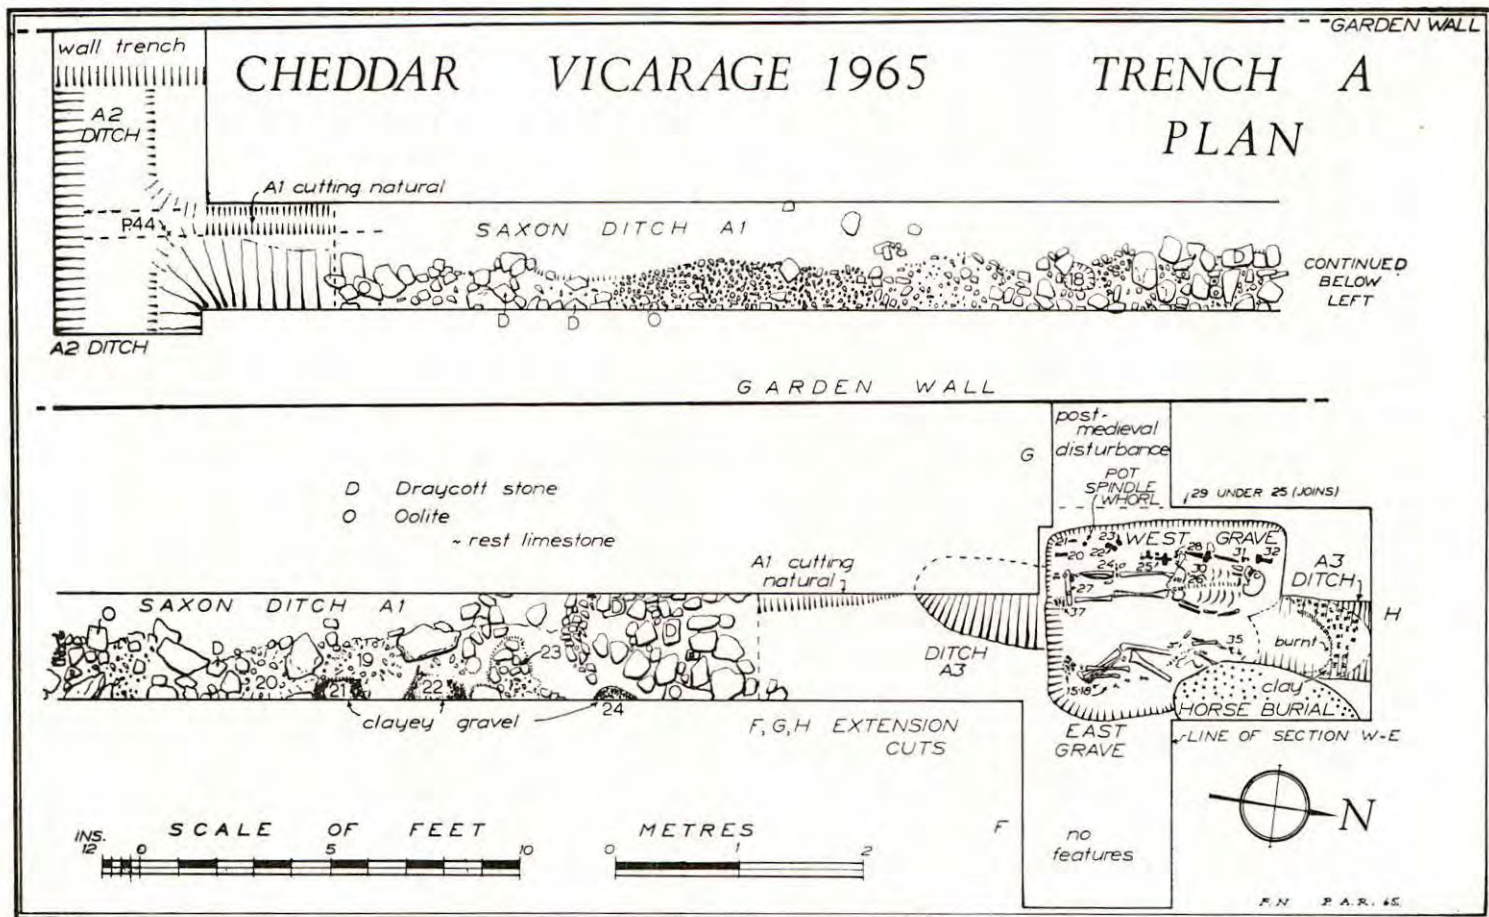 GARDEN WALL
wall trench
CHEDDAR VICARAGE 1965 TRENCH A
PLAN
A2
DITCH
A1 cutting natural
P.44
SAXON DITCH A1
18
CONTINUED
BELOW
LEFT
D D O
A2 DITCH
GARDEN WALL
D Draycott stone
O Oolite
~ rest limestone
G
post-
medieval
disturbance
POT
SPINDLE
WHORL
29 UNDER 25 (JOINS)
WEST GRAVE
21 23 28 31 32
20 22 25 30
24 26 33
27
37
A3
DITCH
H
burnt
35
15-18
clay
HORSE BURIAL
EAST
GRAVE
LINE OF SECTION W-E
A1 cutting
natural
DITCH
A3
SAXON DITCH A1
O
D
O
D
O
19
20
21
22
23
24
clayey gravel
F, G, H EXTENSION
CUTS
F
no
features
N
SCALE OF FEET
INS.
12 0 5 10
METRES
0 1 2
F.N P.A.R. 65.